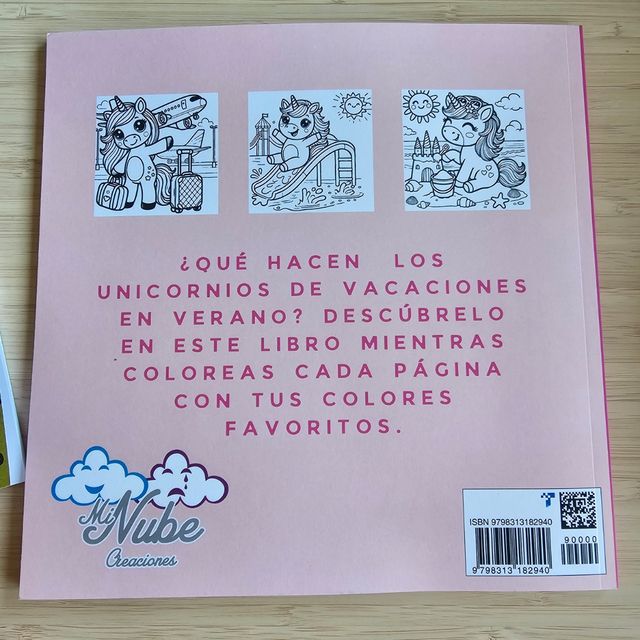 ¿QUÉ HACEN LOS
UNICORNIOS DE VACACIONES
EN VERANO? DESCÚBRELO
EN ESTE LIBRO MIENTRAS
COLOREAS CADA PÁGINA
CON TUS COLORES
FAVORITOS.
Mi
Nube
Creaciones
ISBN 9798313182940
90000
9 798313 182940